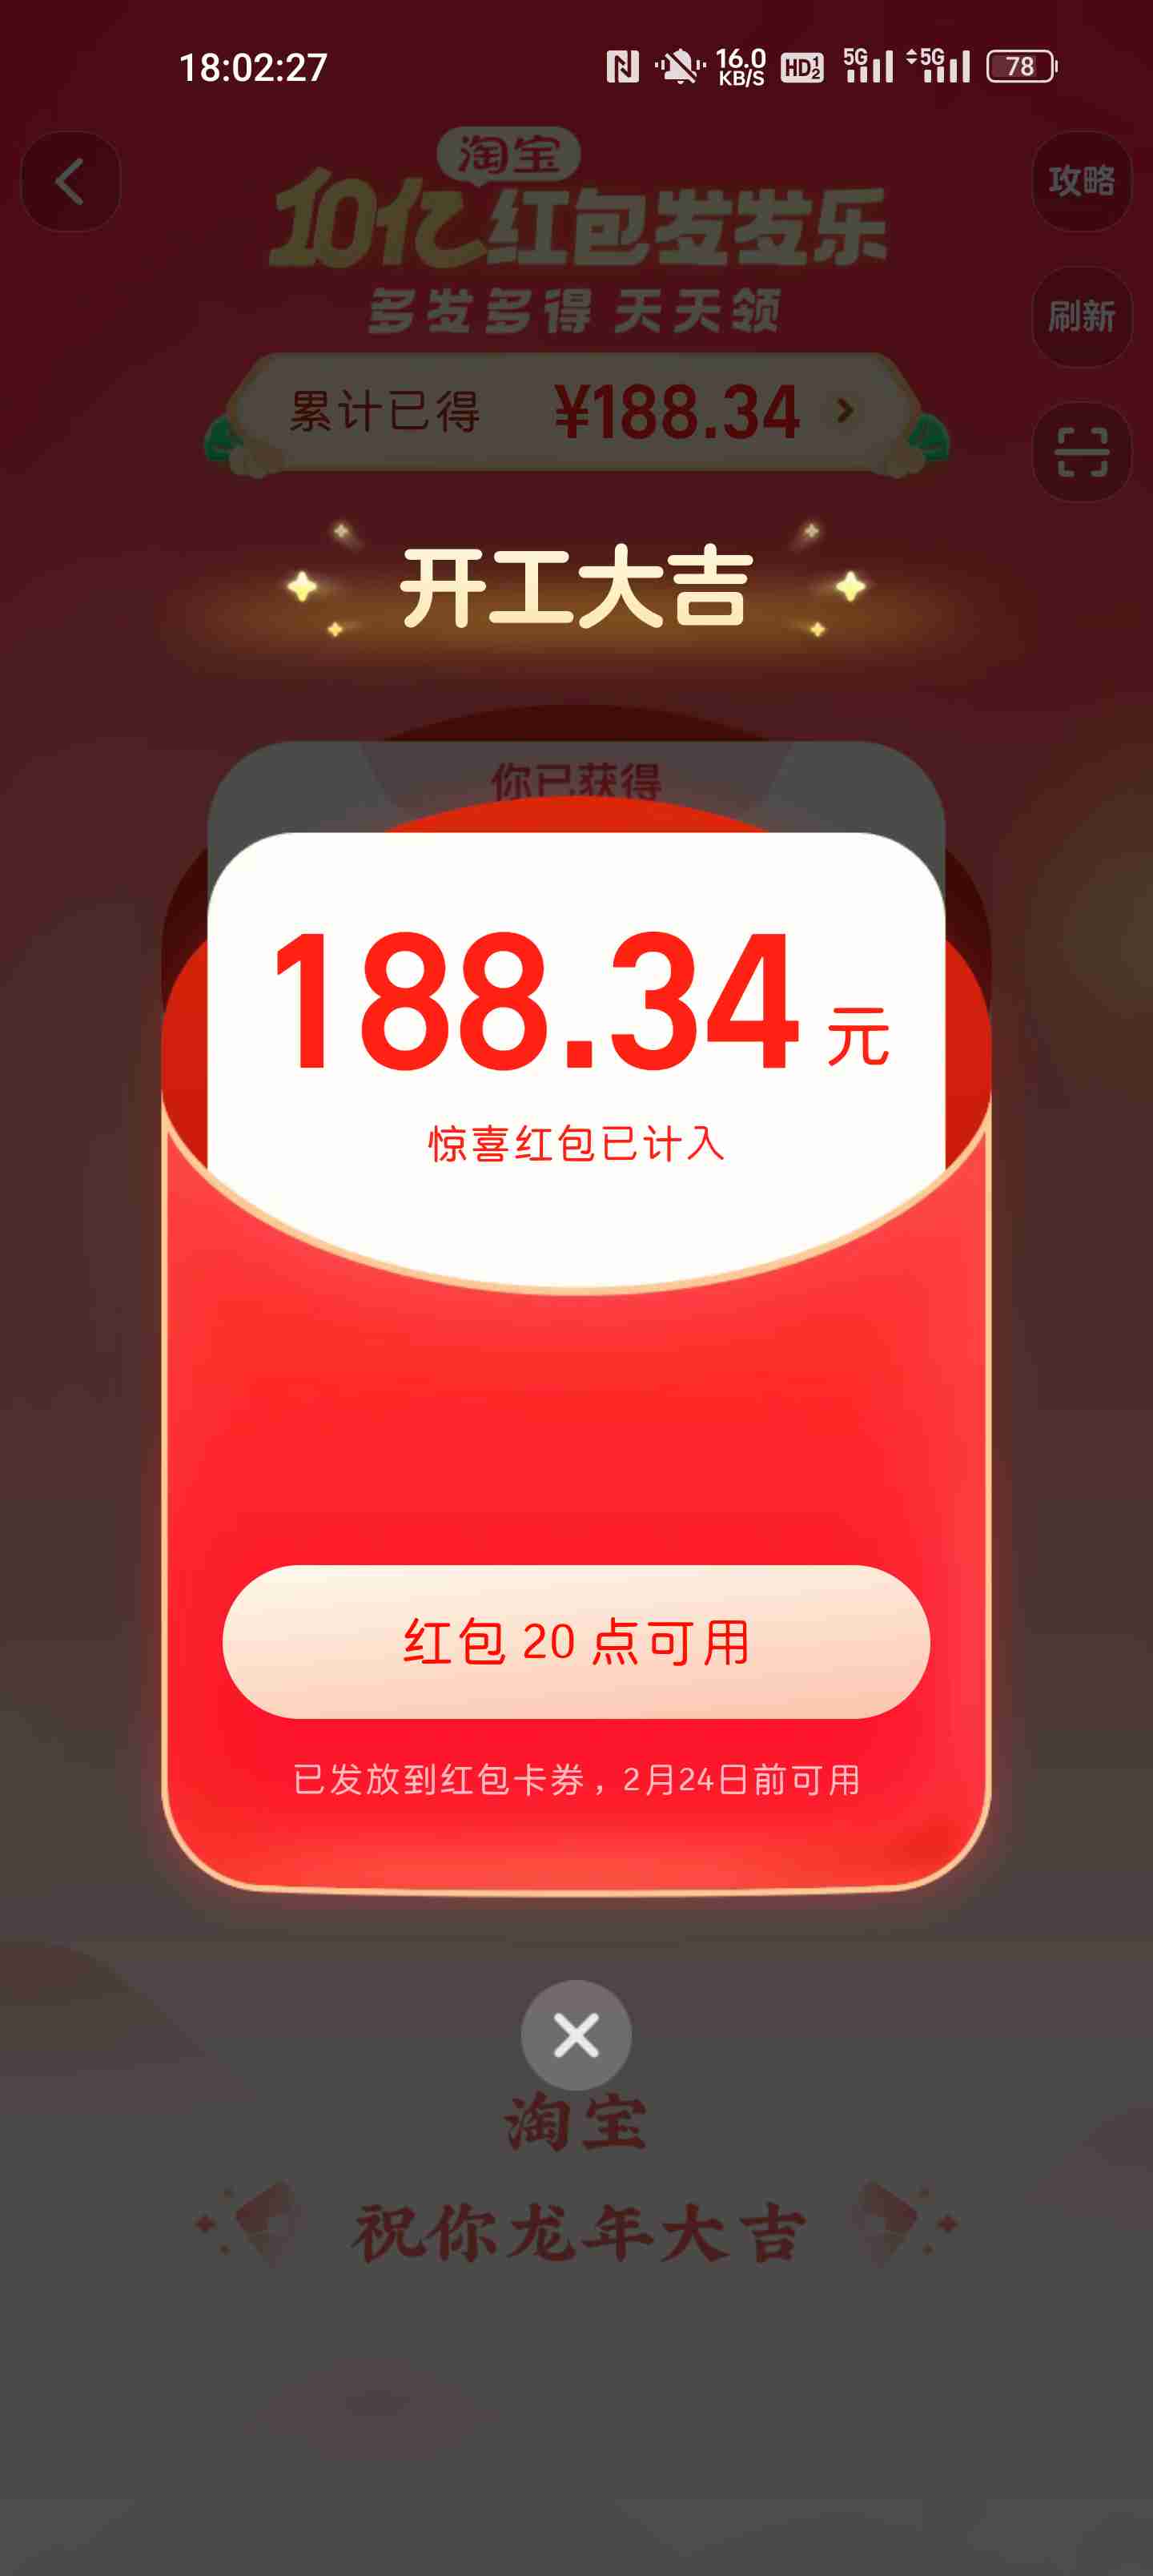 18:02:27
16.0
KB/S
HD 1 2
5G
5G
78
淘宝
攻略
10亿红包发发乐
多发多得 天天领
刷新
累计已得 ¥188.34
开工大吉
你已获得
188.34 元
惊喜红包已计入
红包 20 点可用
已发放到红包卡券，2月24日前可用
淘宝
祝你龙年大吉